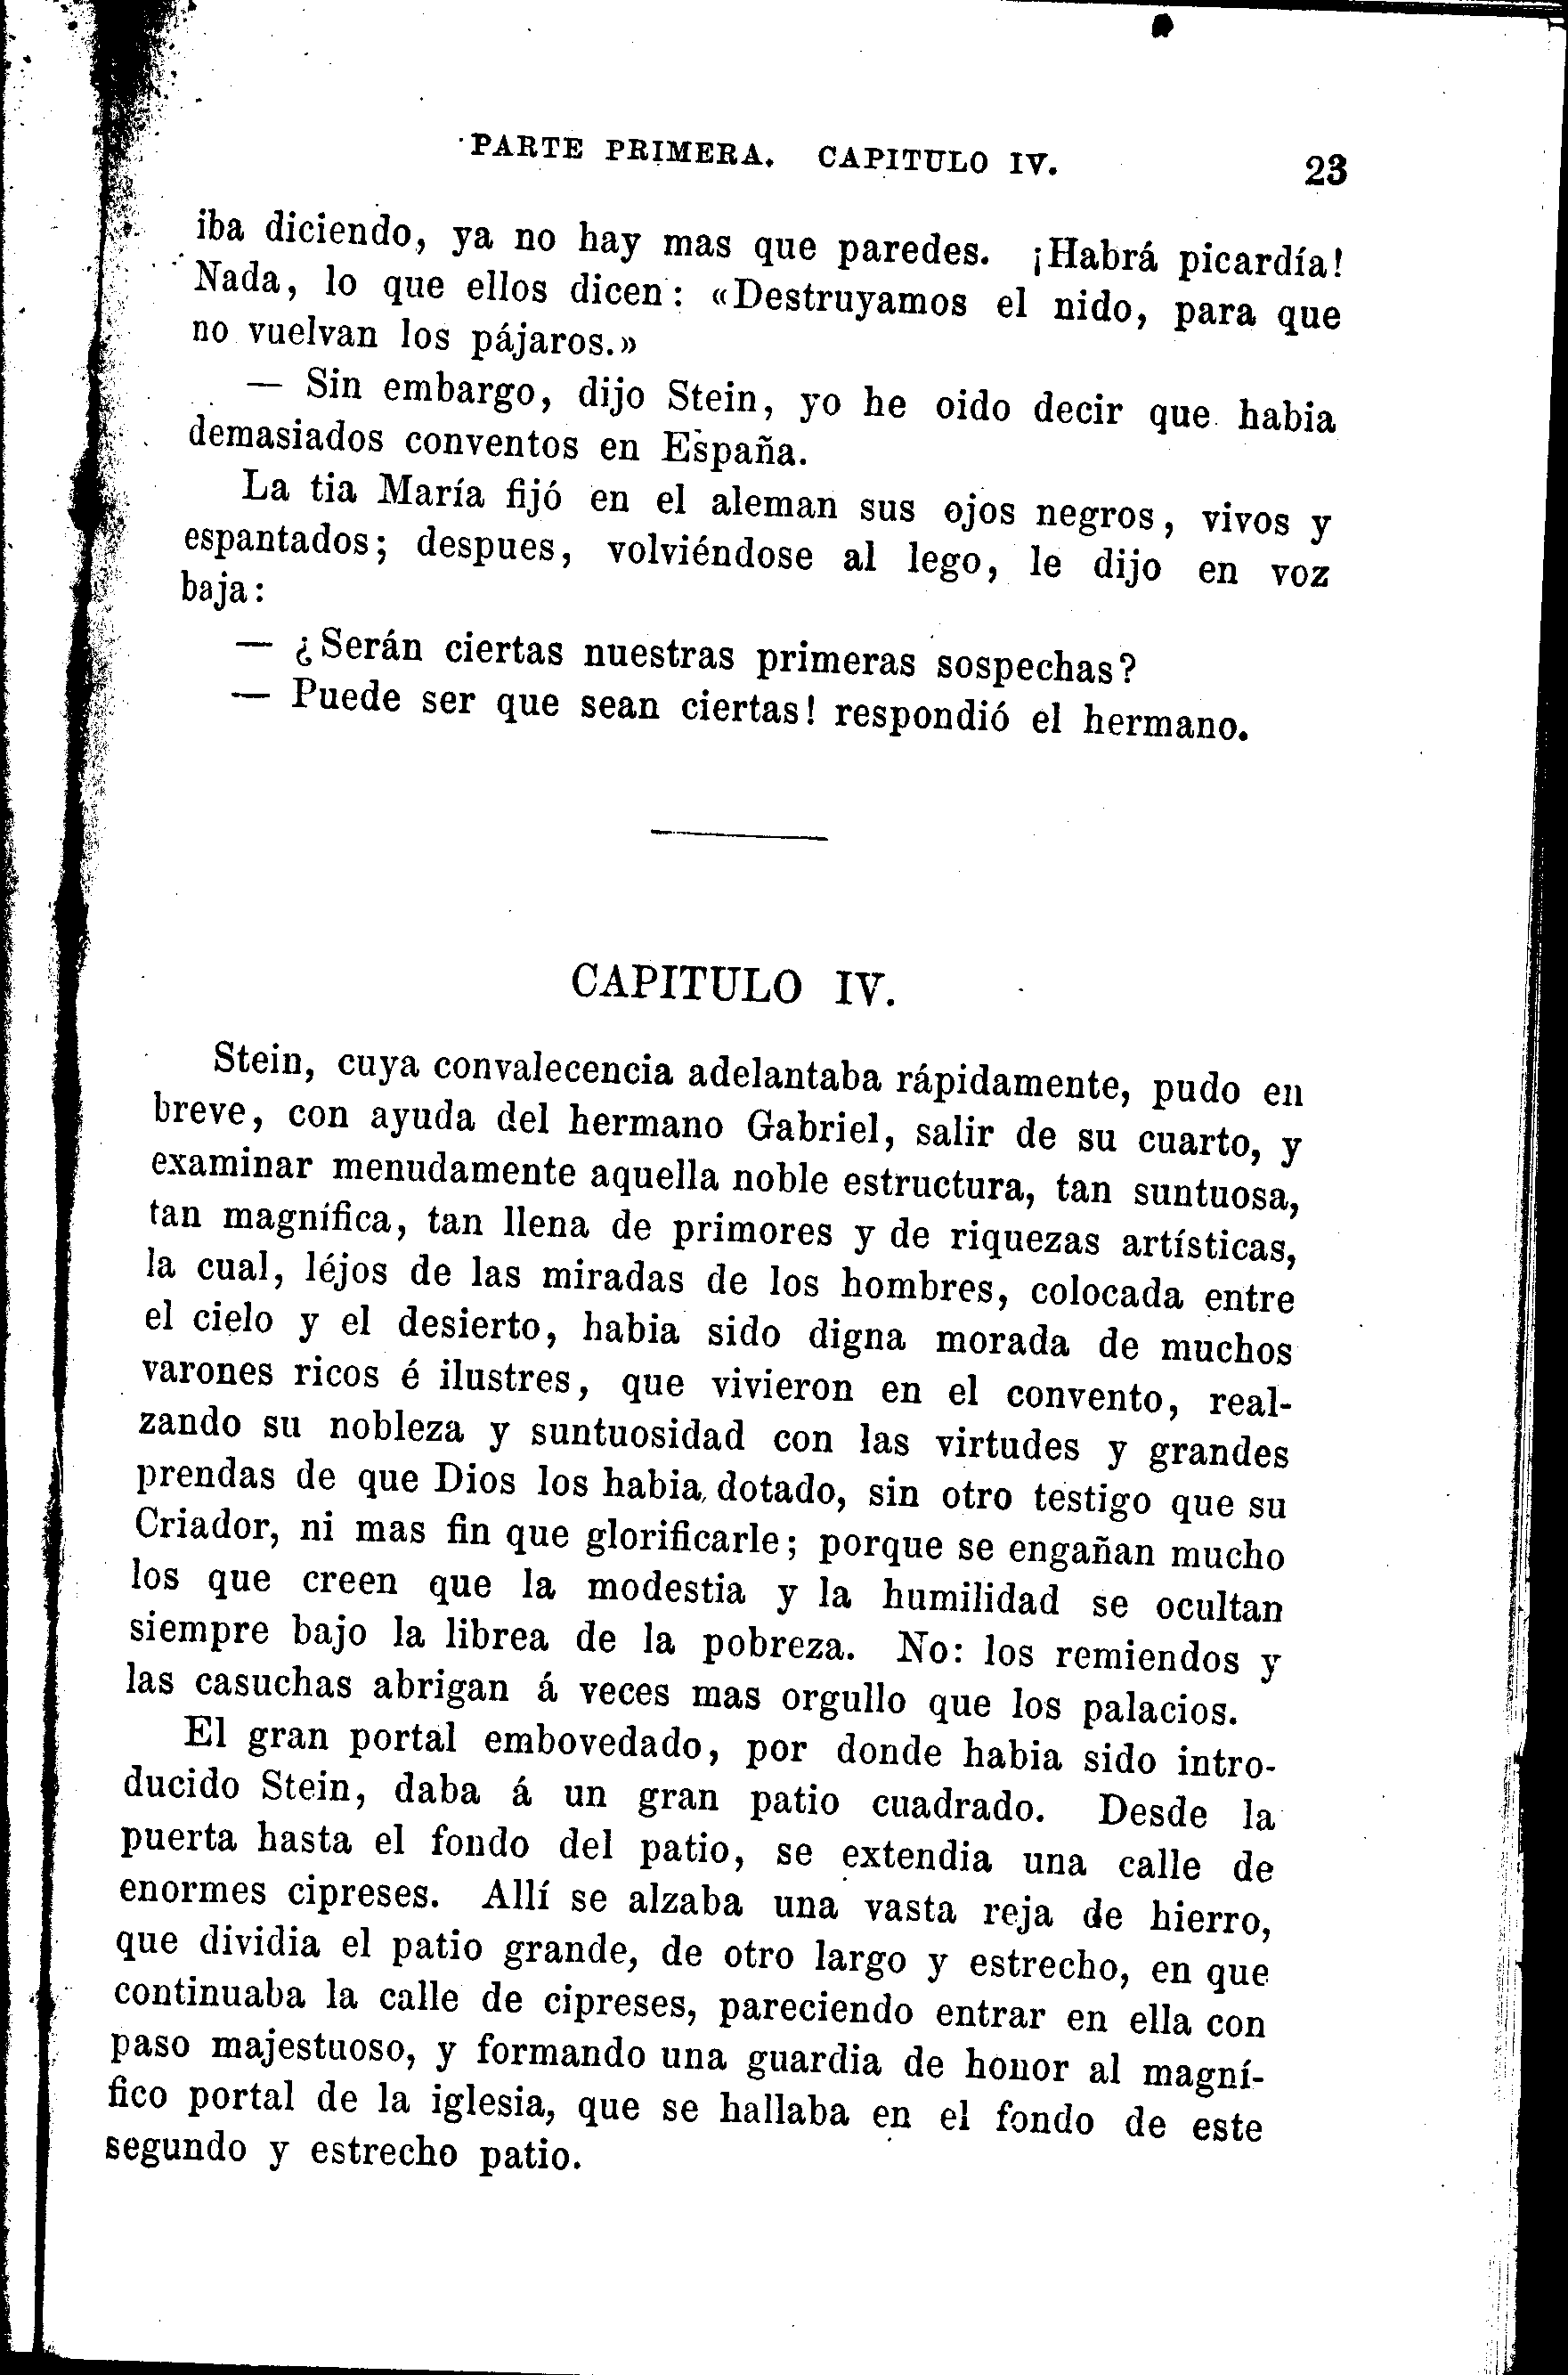 PARTE PRIMERA. CAPITULO IV. 23
iba diciendo, ya no hay mas que paredes. ¡Habrá picardía!
Nada, lo que ellos dicen: «Destruyamos el nido, para que
no vuelvan los pájaros.»
— Sin embargo, dijo Stein, yo he oido decir que habia
demasiados conventos en España.
La tia María fijó en el aleman sus ojos negros, vivos y
espantados; despues, volviéndose al lego, le dijo en voz
baja:
— ¿Serán ciertas nuestras primeras sospechas?
— Puede ser que sean ciertas! respondió el hermano.
CAPITULO IV.
Stein, cuya convalecencia adelantaba rápidamente, pudo en
breve, con ayuda del hermano Gabriel, salir de su cuarto, y
examinar menudamente aquella noble estructura, tan suntuosa,
tan magnífica, tan llena de primores y de riquezas artísticas,
la cual, léjos de las miradas de los hombres, colocada entre
el cielo y el desierto, habia sido digna morada de muchos
varones ricos é ilustres, que vivieron en el convento, real-
zando su nobleza y suntuosidad con las virtudes y grandes
prendas de que Dios los habia dotado, sin otro testigo que su
Criador, ni mas fin que glorificarle; porque se engañan mucho
los que creen que la modestia y la humilidad se ocultan
siempre bajo la librea de la pobreza. No: los remiendos y
las casuchas abrigan á veces mas orgullo que los palacios.
El gran portal embovedado, por donde habia sido intro-
ducido Stein, daba á un gran patio cuadrado. Desde la
puerta hasta el fondo del patio, se extendia una calle de
enormes cipreses. Allí se alzaba una vasta reja de hierro,
que dividia el patio grande, de otro largo y estrecho, en que
continuaba la calle de cipreses, pareciendo entrar en ella con
paso majestuoso, y formando una guardia de honor al magní-
fico portal de la iglesia, que se hallaba en el fondo de este
segundo y estrecho patio.